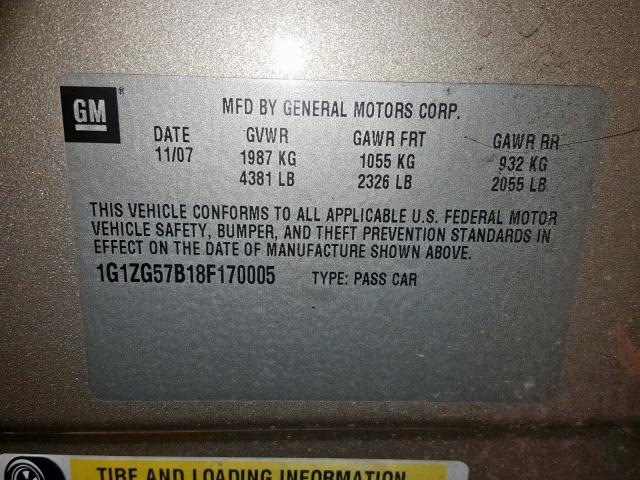 GM ®
MFD BY GENERAL MOTORS CORP.
DATE GVWR GAWR FRT GAWR RR
11/07 1987 KG 1055 KG 932 KG
4381 LB 2326 LB 2055 LB
THIS VEHICLE CONFORMS TO ALL APPLICABLE U.S. FEDERAL MOTOR
VEHICLE SAFETY, BUMPER, AND THEFT PREVENTION STANDARDS IN
EFFECT ON THE DATE OF MANUFACTURE SHOWN ABOVE.
1G1ZG57B18F170005 TYPE: PASS CAR
TIRE AND LOADING INFORMATION